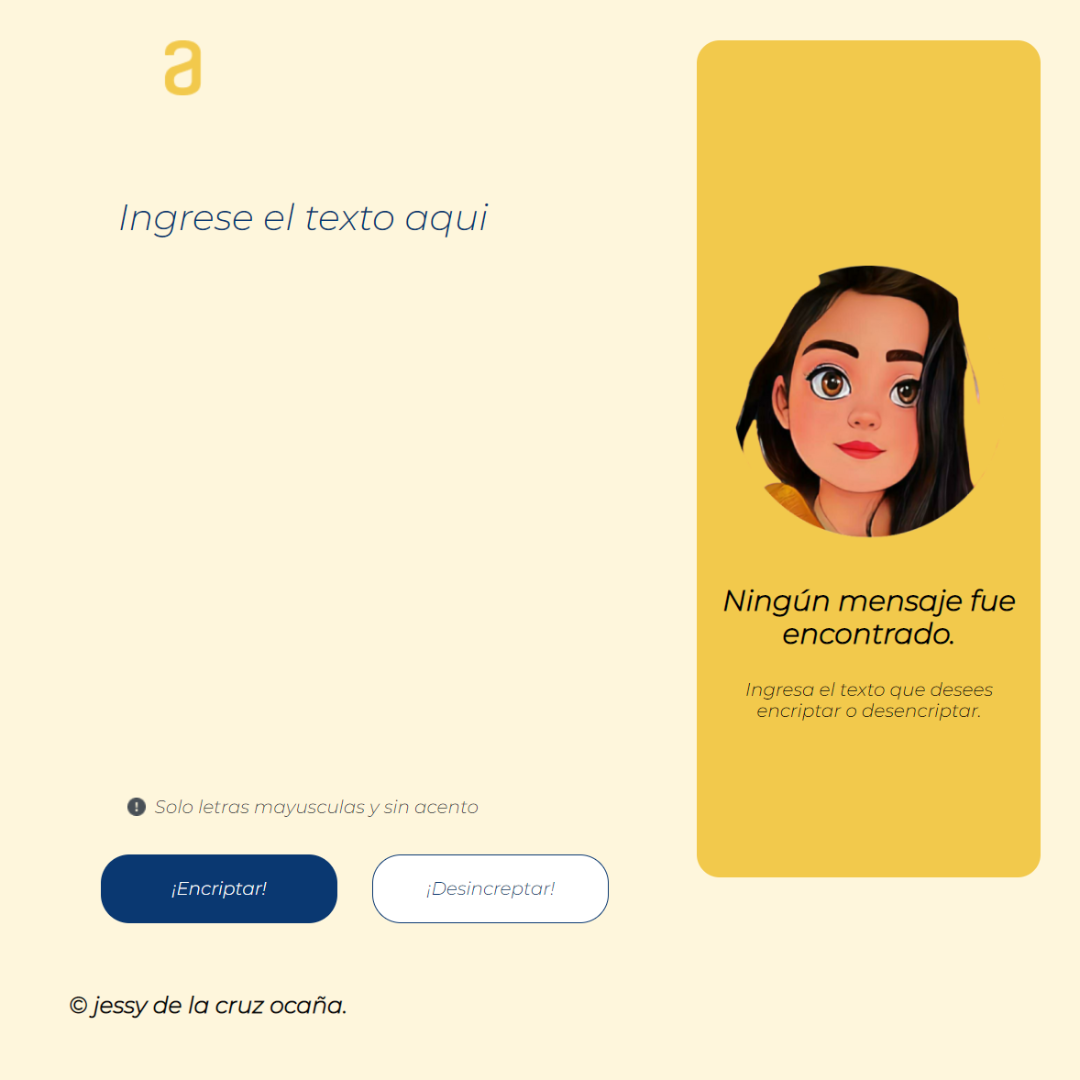 a
Ingrese el texto aqui
Ningún mensaje fue
encontrado.
Ingresa el texto que desees
encriptar o desencriptar.
Solo letras mayusculas y sin acento
¡Encriptar!
¡Desincreptar!
© jessy de la cruz ocaña.